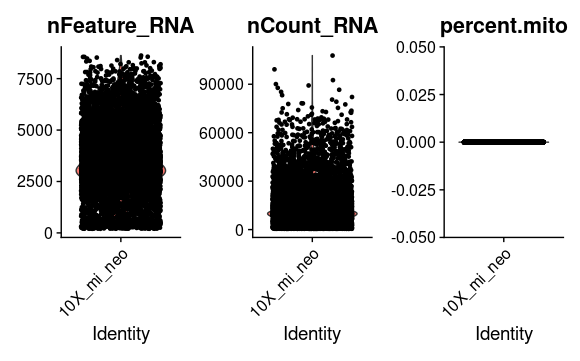 nFeature_RNA
7500
5000
2500
0
10X_mi_neo
Identity
nCount_RNA
90000
60000
30000
0
10X_mi_neo
Identity
percent.mito
0.050
0.025
0.000
-0.025
-0.050
10X_mi_neo
Identity